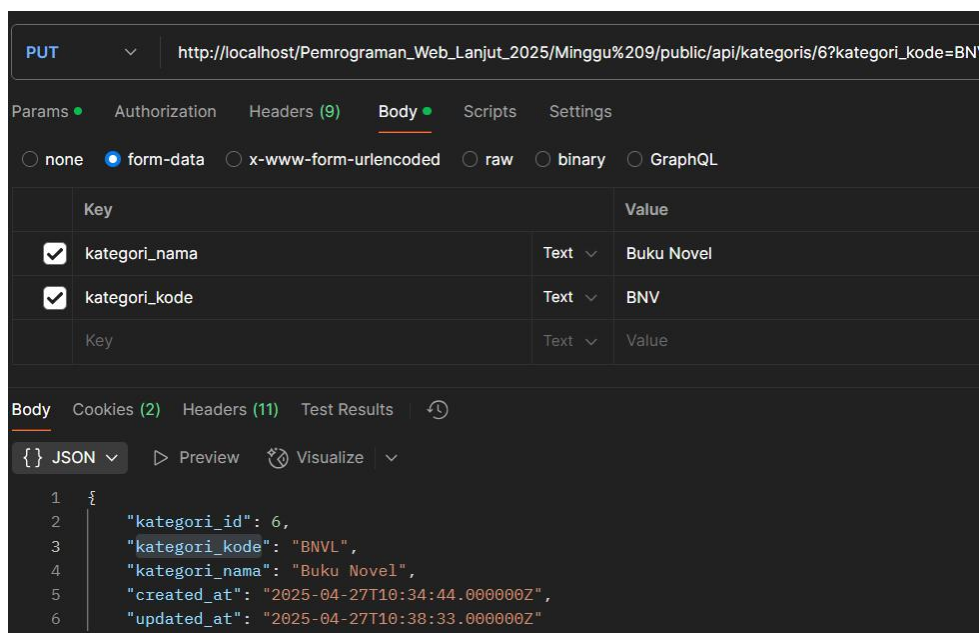 PUT http://localhost/Pemrograman_Web_Lanjut_2025/Minggu%209/public/api/kategoris/6?kategori_kode=BNV
Params Authorization Headers (9) Body Scripts Settings
none form-data x-www-form-urlencoded raw binary GraphQL
Key Value
kategori_nama Text Buku Novel
kategori_kode Text BNV
Key Text Value
Body Cookies (2) Headers (11) Test Results
{} JSON Preview Visualize
1 {
2 "kategori_id": 6,
3 "kategori_kode": "BNVL",
4 "kategori_nama": "Buku Novel",
5 "created_at": "2025-04-27T10:34:44.000000Z",
6 "updated_at": "2025-04-27T10:38:33.000000Z"